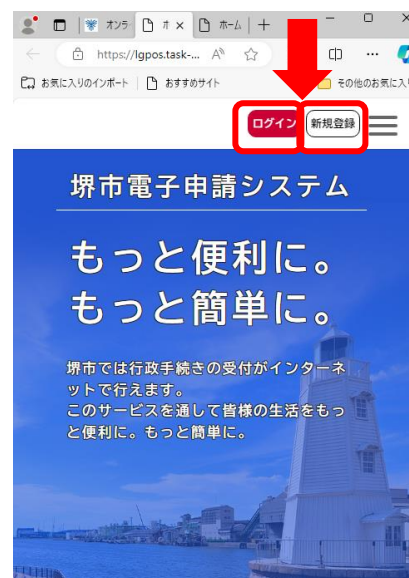 オンラ
ホ
ホーム
https://lgpos.task-...
お気に入りのインポート
おすすめサイト
その他のお気に入り
ログイン
新規登録
堺市電子申請システム
もっと便利に。
もっと簡単に。
堺市では行政手続きの受付がインターネ
ットで行えます。
このサービスを通して皆様の生活をもっ
と便利に。もっと簡単に。